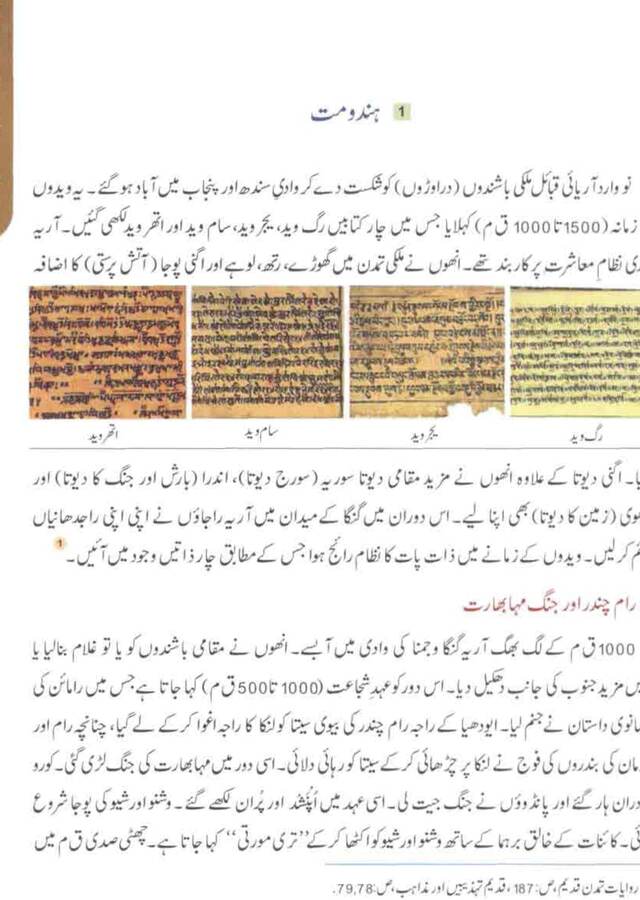 1 ہندومت
نو وارد آریائی قبائل ملکی باشندوں (دراوڑوں) کو شکست دے کر وادیِ سندھ اور پنجاب میں آباد ہو گئے۔ یہ ویدوں
زمانہ (1500 تا 1000 ق م) کہلایا جس میں چار کتابیں رگ وید، یجر وید، سام وید اور اتھر وید لکھی گئیں۔ آریہ
نظامِ معاشرت پر کاربند تھے۔ انھوں نے ملکی تمدن میں گھوڑے، رتھ، لوہے اور اگنی پوجا (آتش پرستی) کا اضافہ
رگ وید یجر وید سام وید اتھر وید
اگنی دیوتا کے علاوہ انھوں نے مزید مقامی دیوتا سوریہ (سورج دیوتا)، اندرا (بارش اور جنگ کا دیوتا) اور
(زمین کا دیوتا) بھی اپنا لیے۔ اس دوران میں گنگا کے میدان میں آریہ راجاؤں نے اپنی اپنی راجدھانیاں
کر لیں۔ ویدوں کے زمانے میں ذات پات کا نظام رائج ہوا جس کے مطابق چار ذاتیں وجود میں آئیں۔ 1
رام چندر اور جنگ مہابھارت
1000 ق م کے لگ بھگ آریہ گنگا و جمنا کی وادی میں آ بسے۔ انھوں نے مقامی باشندوں کو یا تو غلام بنا لیا یا
مزید جنوب کی جانب دھکیل دیا۔ اس دور کو عہدِ شجاعت (1000 تا 500 ق م) کہا جاتا ہے جس میں رامائن کی
داستان نے جنم لیا۔ ایودھیا کے راجہ رام چندر کی بیوی سیتا کو لنکا کا راجہ اغوا کر کے لے گیا، چنانچہ رام اور
کی بندروں کی فوج نے لنکا پر چڑھائی کر کے سیتا کو رہائی دلائی۔ اسی دور میں مہابھارت کی جنگ لڑی گئی۔ کورو
ہار گئے اور پانڈوؤں نے جنگ جیت لی۔ اسی عہد میں اُپنشد اور پُران لکھے گئے۔ وشنو اور شیو کی پوجا شروع
کائنات کے خالق برہما کے ساتھ وشنو اور شیو کو اکٹھا کر کے ’’تری مورتی‘‘ کہا جاتا ہے۔ چھٹی صدی ق م میں
روایات تمدن قدیم، ص: 187، قدیم تہذیبیں اور مذاہب، ص: 79,78.